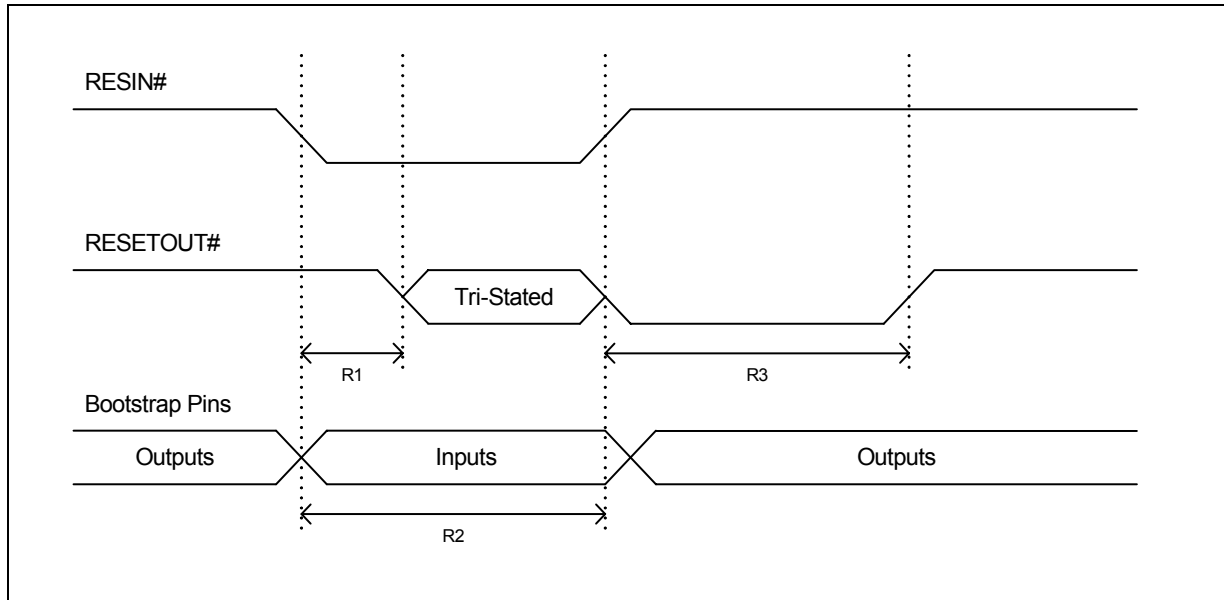 RESIN#
RESETOUT#
Tri-Stated
R1
R3
Bootstrap Pins
Outputs
Inputs
Outputs
R2